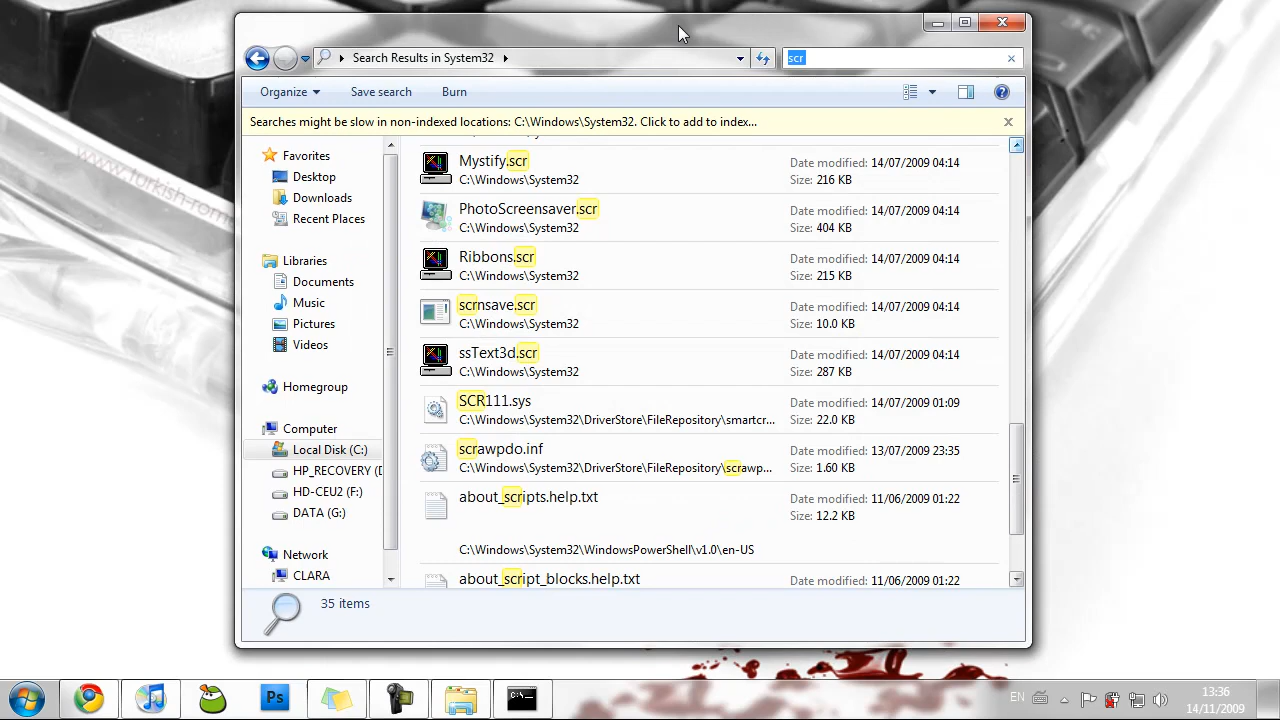 Search Results in System32
scr
Organize
Save search
Burn
Searches might be slow in non-indexed locations: C:\Windows\System32. Click to add to index...
Favorites
Desktop
Downloads
Recent Places
Libraries
Documents
Music
Pictures
Videos
Homegroup
Computer
Local Disk (C:)
HP_RECOVERY (D
HD-CEU2 (F:)
DATA (G:)
Network
CLARA
Mystify.scr
C:\Windows\System32
Date modified: 14/07/2009 04:14
Size: 216 KB
PhotoScreensaver.scr
C:\Windows\System32
Date modified: 14/07/2009 04:14
Size: 404 KB
Ribbons.scr
C:\Windows\System32
Date modified: 14/07/2009 04:14
Size: 215 KB
scrnsave.scr
C:\Windows\System32
Date modified: 14/07/2009 04:14
Size: 10.0 KB
ssText3d.scr
C:\Windows\System32
Date modified: 14/07/2009 04:14
Size: 287 KB
SCR111.sys
C:\Windows\System32\DriverStore\FileRepository\smartcr...
Date modified: 14/07/2009 01:09
Size: 22.0 KB
scrawpdo.inf
C:\Windows\System32\DriverStore\FileRepository\scrawp...
Date modified: 13/07/2009 23:35
Size: 1.60 KB
about_scripts.help.txt
Date modified: 11/06/2009 01:22
Size: 12.2 KB
C:\Windows\System32\WindowsPowerShell\v1.0\en-US
about_script_blocks.help.txt
Date modified: 11/06/2009 01:22
35 items
Ps
C:\_
EN
13:36
14/11/2009